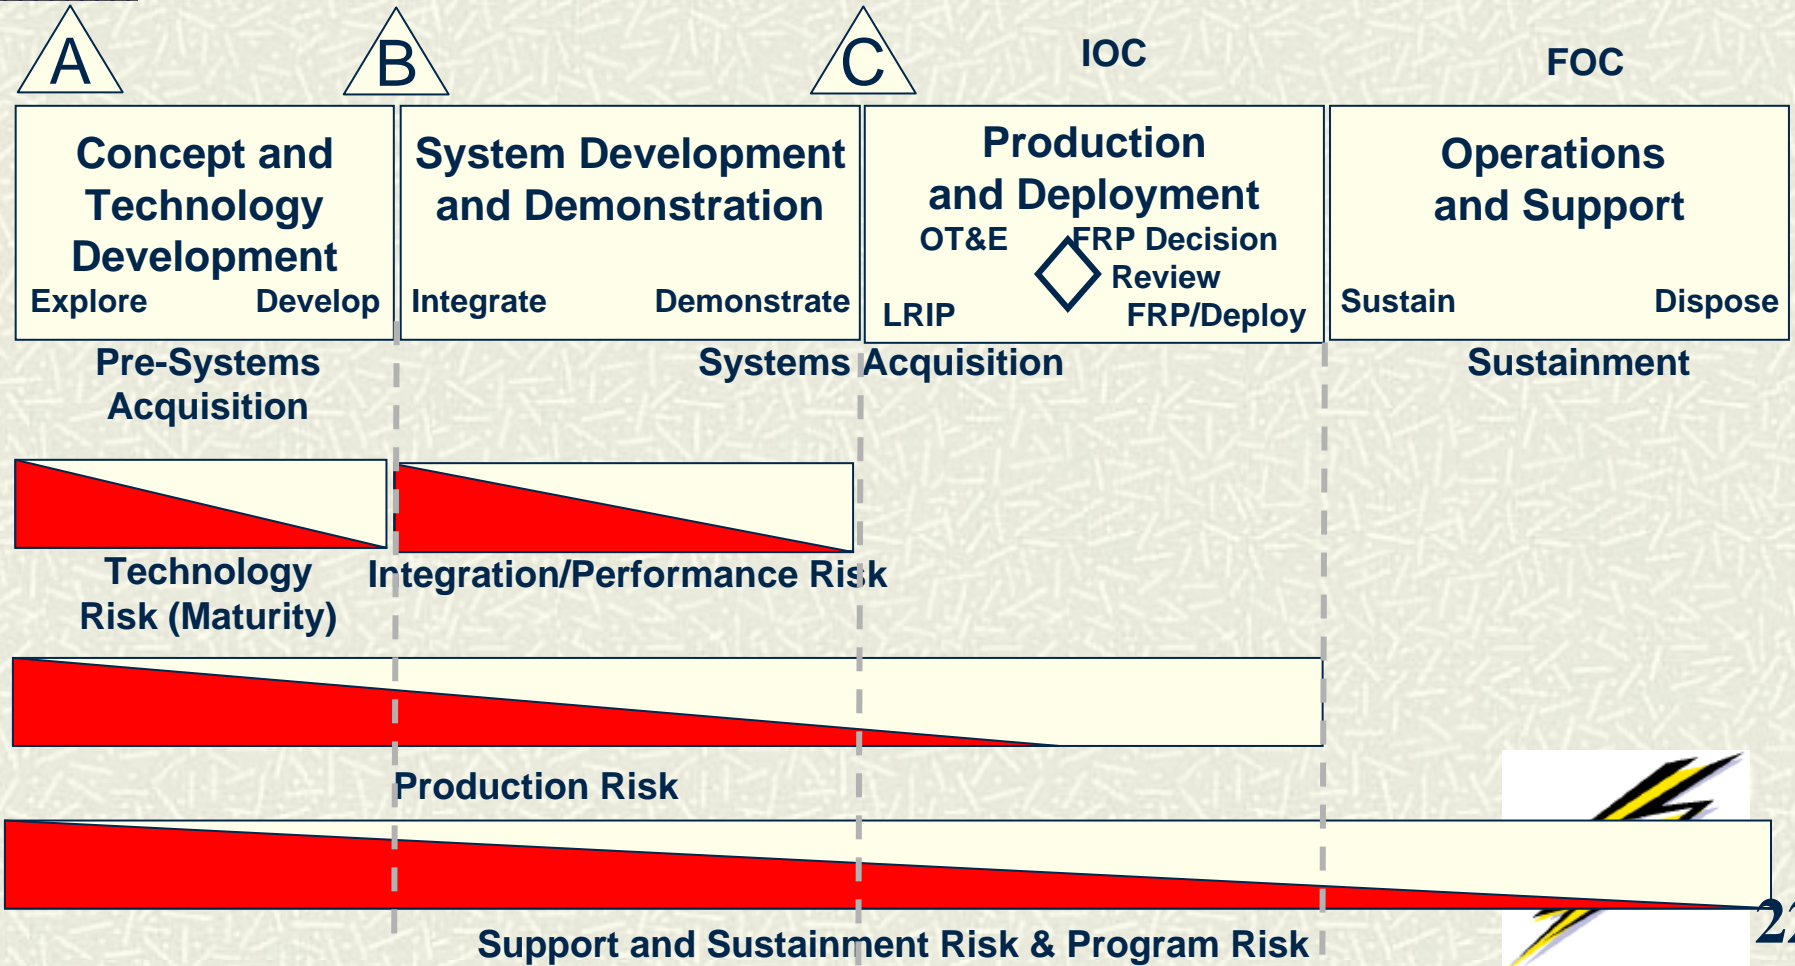 A
B
C
IOC
FOC
Concept and
Technology
Development
Explore Develop
System Development
and Demonstration
Integrate Demonstrate
Production
and Deployment
OT&E FRP Decision
Review
LRIP FRP/Deploy
Operations
and Support
Sustain Dispose
Pre-Systems
Acquisition
Systems Acquisition
Sustainment
Technology
Risk (Maturity)
Integration/Performance Risk
Production Risk
Support and Sustainment Risk & Program Risk
22